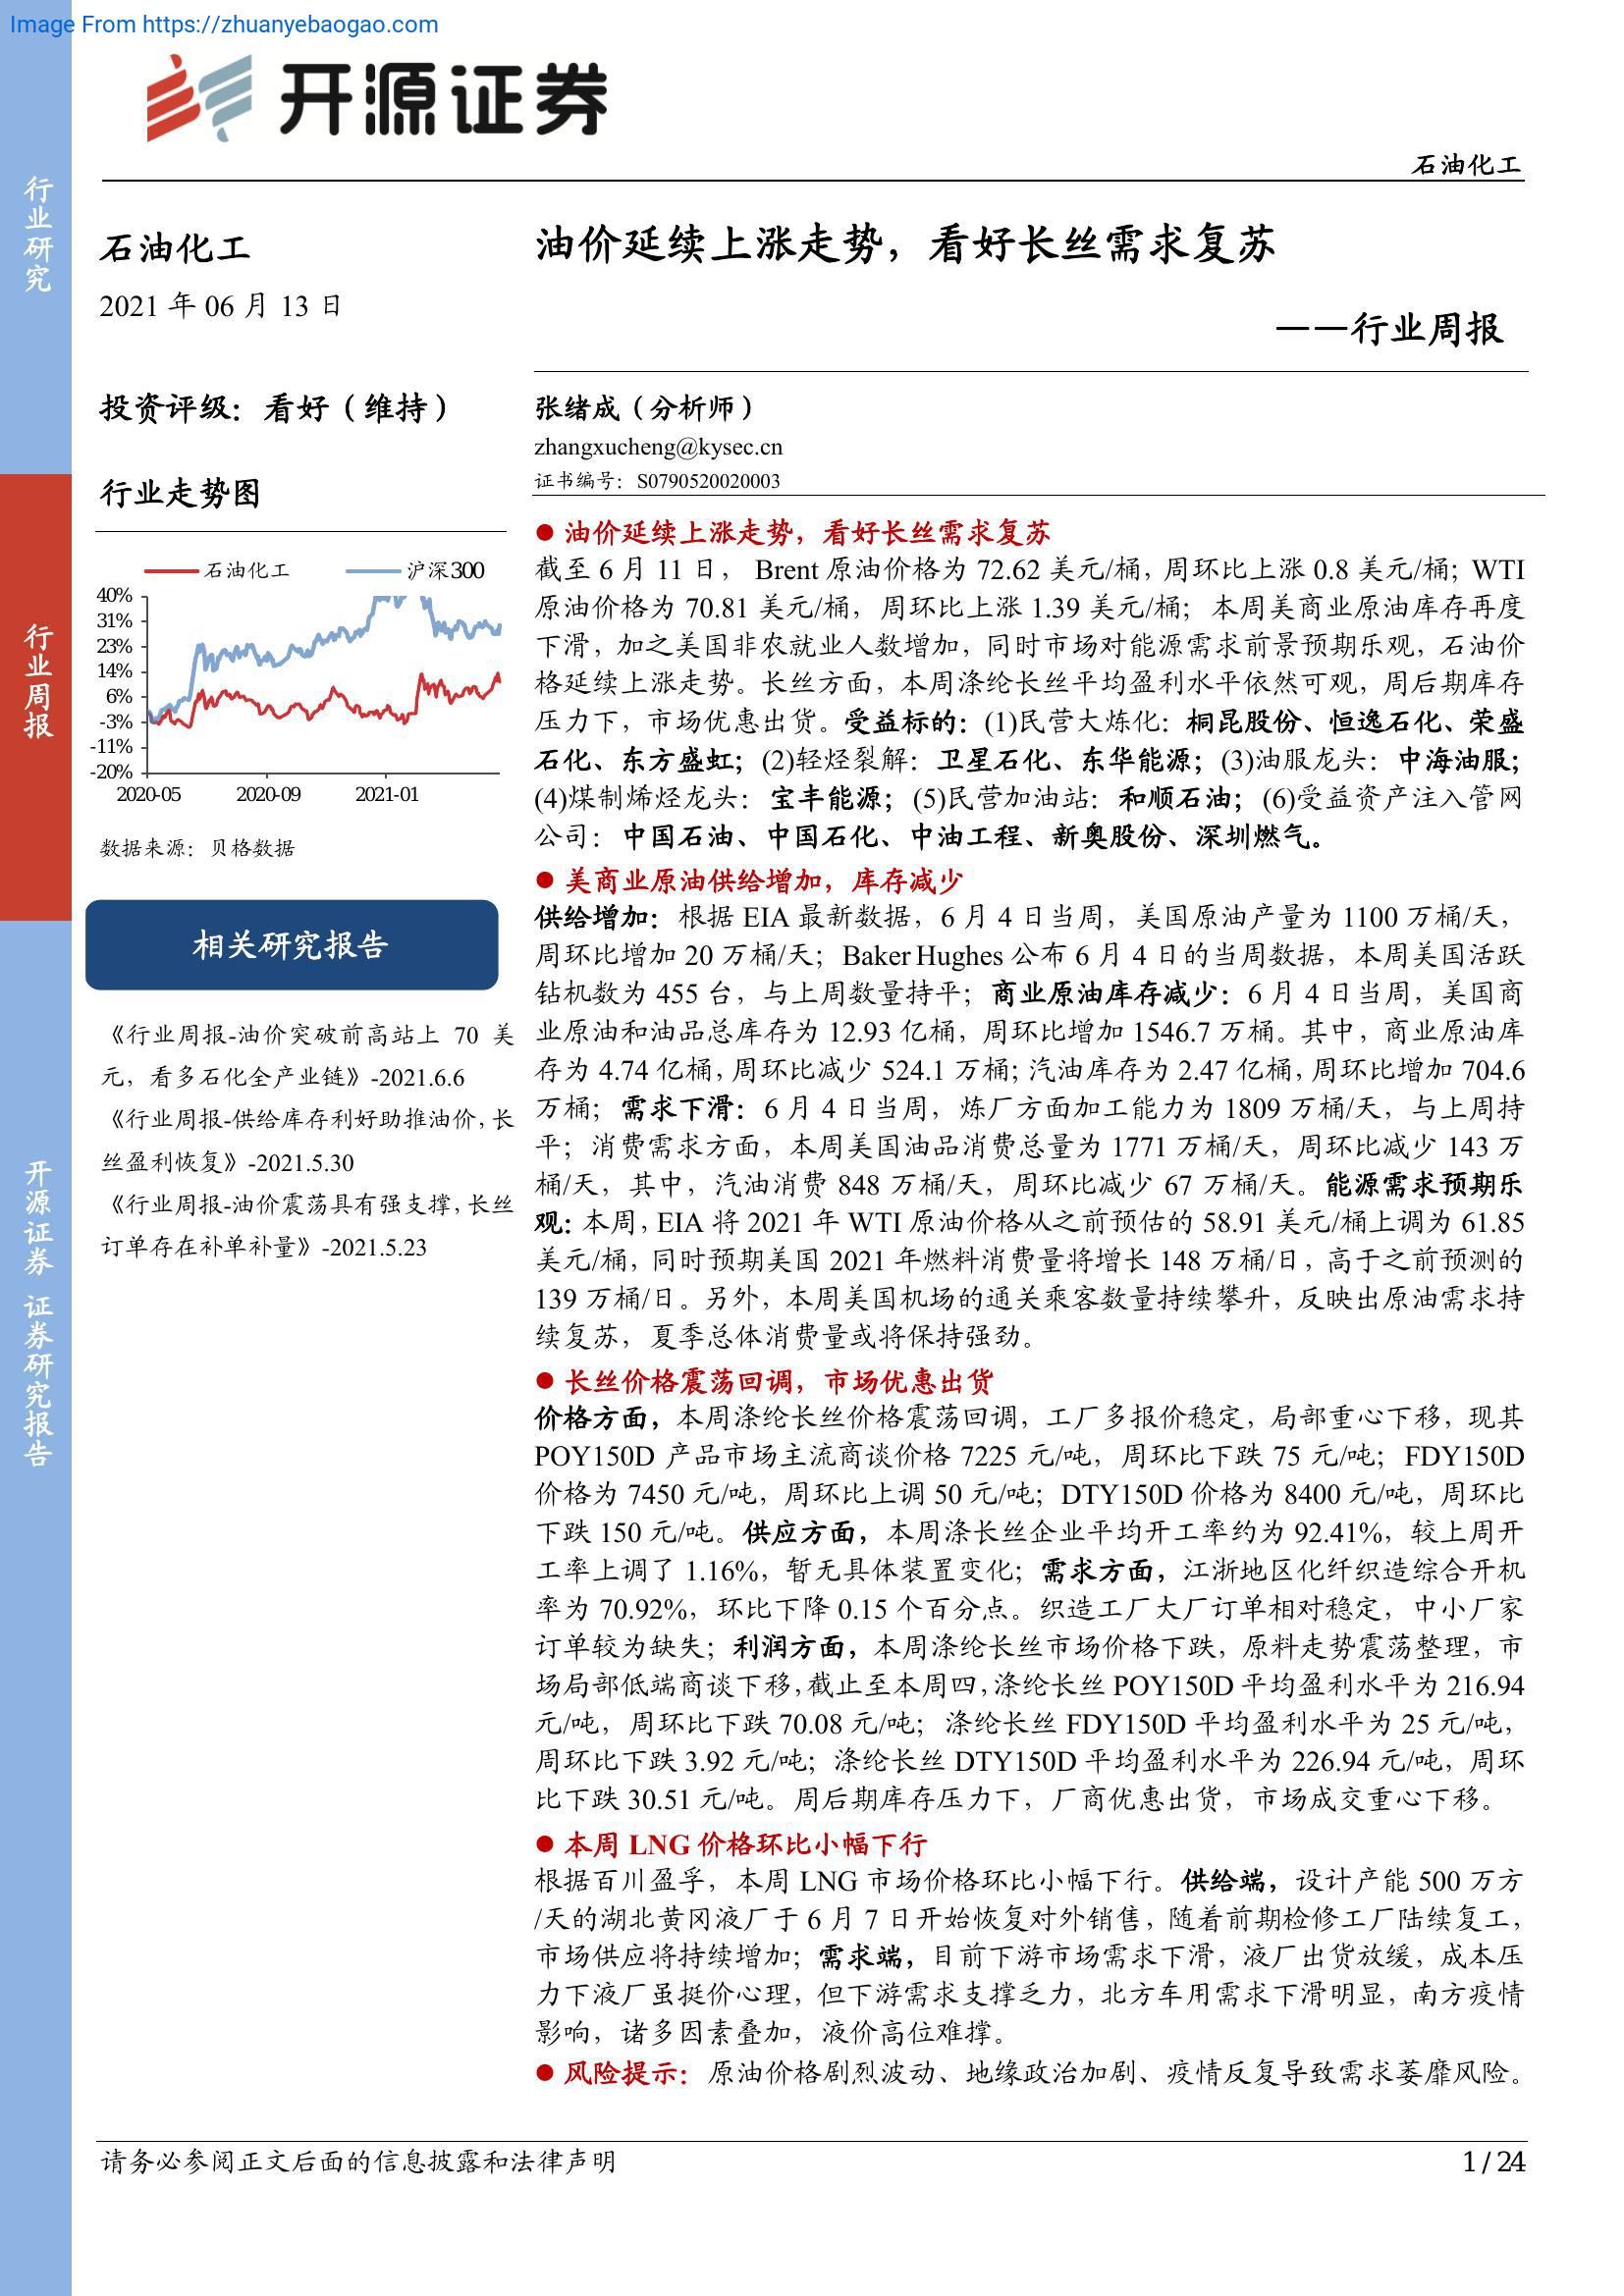 Image From https://zhuanyebaogao.com
开源证券
石油化工
行业研究
行业周报
开源证券 证券研究报告
石油化工
2021 年 06 月 13 日
投资评级：看好（维持）
行业走势图
石油化工 沪深300
40%
31%
23%
14%
6%
-3%
-11%
-20%
2020-05 2020-09 2021-01
数据来源：贝格数据
相关研究报告
《行业周报-油价突破前高站上 70 美
元，看多石化全产业链》-2021.6.6
《行业周报-供给库存利好助推油价，长
丝盈利恢复》-2021.5.30
《行业周报-油价震荡具有强支撑，长丝
订单存在补单补量》-2021.5.23
油价延续上涨走势，看好长丝需求复苏
——行业周报
张绪成（分析师）
zhangxucheng@kysec.cn
证书编号：S0790520020003
● 油价延续上涨走势，看好长丝需求复苏
截至 6 月 11 日， Brent 原油价格为 72.62 美元/桶，周环比上涨 0.8 美元/桶；WTI
原油价格为 70.81 美元/桶，周环比上涨 1.39 美元/桶；本周美商业原油库存再度
下滑，加之美国非农就业人数增加，同时市场对能源需求前景预期乐观，石油价
格延续上涨走势。长丝方面，本周涤纶长丝平均盈利水平依然可观，周后期库存
压力下，市场优惠出货。受益标的：(1)民营大炼化：桐昆股份、恒逸石化、荣盛
石化、东方盛虹；(2)轻烃裂解：卫星石化、东华能源；(3)油服龙头：中海油服；
(4)煤制烯烃龙头：宝丰能源；(5)民营加油站：和顺石油；(6)受益资产注入管网
公司：中国石油、中国石化、中油工程、新奥股份、深圳燃气。
● 美商业原油供给增加，库存减少
供给增加：根据 EIA 最新数据，6 月 4 日当周，美国原油产量为 1100 万桶/天，
周环比增加 20 万桶/天；Baker Hughes 公布 6 月 4 日的当周数据，本周美国活跃
钻机数为 455 台，与上周数量持平；商业原油库存减少：6 月 4 日当周，美国商
业原油和油品总库存为 12.93 亿桶，周环比增加 1546.7 万桶。其中，商业原油库
存为 4.74 亿桶，周环比减少 524.1 万桶；汽油库存为 2.47 亿桶，周环比增加 704.6
万桶；需求下滑：6 月 4 日当周，炼厂方面加工能力为 1809 万桶/天，与上周持
平；消费需求方面，本周美国油品消费总量为 1771 万桶/天，周环比减少 143 万
桶/天，其中，汽油消费 848 万桶/天，周环比减少 67 万桶/天。能源需求预期乐
观：本周，EIA 将 2021 年 WTI 原油价格从之前预估的 58.91 美元/桶上调为 61.85
美元/桶，同时预期美国 2021 年燃料消费量将增长 148 万桶/日，高于之前预测的
139 万桶/日。另外，本周美国机场的通关乘客数量持续攀升，反映出原油需求持
续复苏，夏季总体消费量或将保持强劲。
● 长丝价格震荡回调，市场优惠出货
价格方面，本周涤纶长丝价格震荡回调，工厂多报价稳定，局部重心下移，现其
POY150D 产品市场主流商谈价格 7225 元/吨，周环比下跌 75 元/吨；FDY150D
价格为 7450 元/吨，周环比上调 50 元/吨；DTY150D 价格为 8400 元/吨，周环比
下跌 150 元/吨。供应方面，本周涤长丝企业平均开工率约为 92.41%，较上周开
工率上调了 1.16%，暂无具体装置变化；需求方面，江浙地区化纤织造综合开机
率为 70.92%，环比下降 0.15 个百分点。织造工厂大厂订单相对稳定，中小厂家
订单较为缺失；利润方面，本周涤纶长丝市场价格下跌，原料走势震荡整理，市
场局部低端商谈下移，截止至本周四，涤纶长丝 POY150D 平均盈利水平为 216.94
元/吨，周环比下跌 70.08 元/吨；涤纶长丝 FDY150D 平均盈利水平为 25 元/吨，
周环比下跌 3.92 元/吨；涤纶长丝 DTY150D 平均盈利水平为 226.94 元/吨，周环
比下跌 30.51 元/吨。周后期库存压力下，厂商优惠出货，市场成交重心下移。
● 本周 LNG 价格环比小幅下行
根据百川盈孚，本周 LNG 市场价格环比小幅下行。供给端，设计产能 500 万方
/天的湖北黄冈液厂于 6 月 7 日开始恢复对外销售，随着前期检修工厂陆续复工，
市场供应将持续增加；需求端，目前下游市场需求下滑，液厂出货放缓，成本压
力下液厂虽挺价心理，但下游需求支撑乏力，北方车用需求下滑明显，南方疫情
影响，诸多因素叠加，液价高位难撑。
● 风险提示：原油价格剧烈波动、地缘政治加剧、疫情反复导致需求萎靡风险。
请务必参阅正文后面的信息披露和法律声明
1 / 24